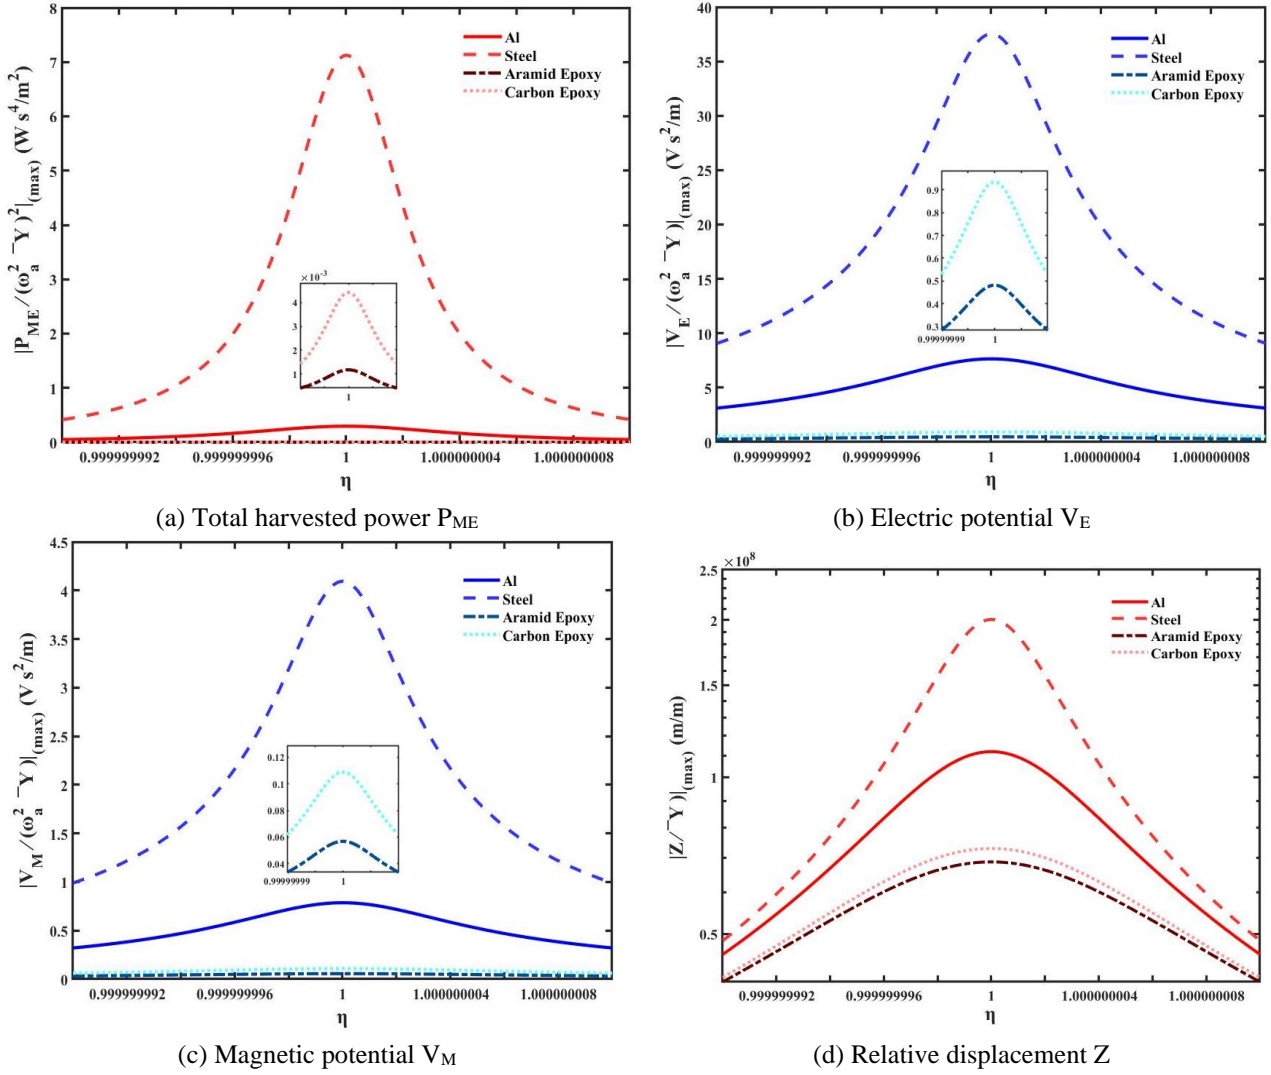 |P_ME/(ω_a^2 ¯Y)^2|_(max) (W s^4/m^2)
8
7
6
5
4
3
2
1
0
Al
Steel
Aramid Epoxy
Carbon Epoxy
×10^-3
4
3
2
1
1
0.999999992 0.999999996 1 1.000000004 1.000000008
η
(a) Total harvested power P_ME
|V_E/(ω_a^2 ¯Y)|_(max) (V s^2/m)
40
35
30
25
20
15
10
5
0
Al
Steel
Aramid Epoxy
Carbon Epoxy
0.9
0.8
0.7
0.6
0.5
0.4
0.3
0.99999999 1
0.999999992 0.999999996 1 1.000000004 1.000000008
η
(b) Electric potential V_E
|V_M/(ω_a^2 ¯Y)|_(max) (V s^2/m)
4.5
4
3.5
3
2.5
2
1.5
1
0.5
0
Al
Steel
Aramid Epoxy
Carbon Epoxy
0.12
0.1
0.08
0.06
0.04
0.99999999 1
0.999999992 0.999999996 1 1.000000004 1.000000008
η
(c) Magnetic potential V_M
|Z/¯Y)|_(max) (m/m)
×10^8
2.5
2
1.5
1
0.5
Al
Steel
Aramid Epoxy
Carbon Epoxy
0.999999992 0.999999996 1 1.000000004 1.000000008
η
(d) Relative displacement Z